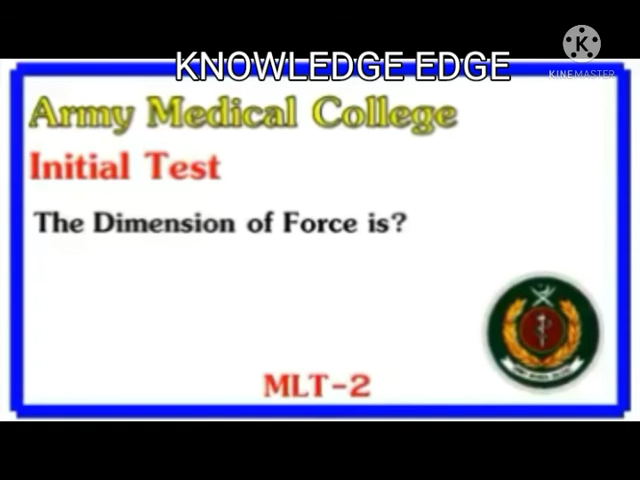 KNOWLEDGE EDGE
KINEMASTER
Army Medical College
Initial Test
The Dimension of Force is?
MLT-2